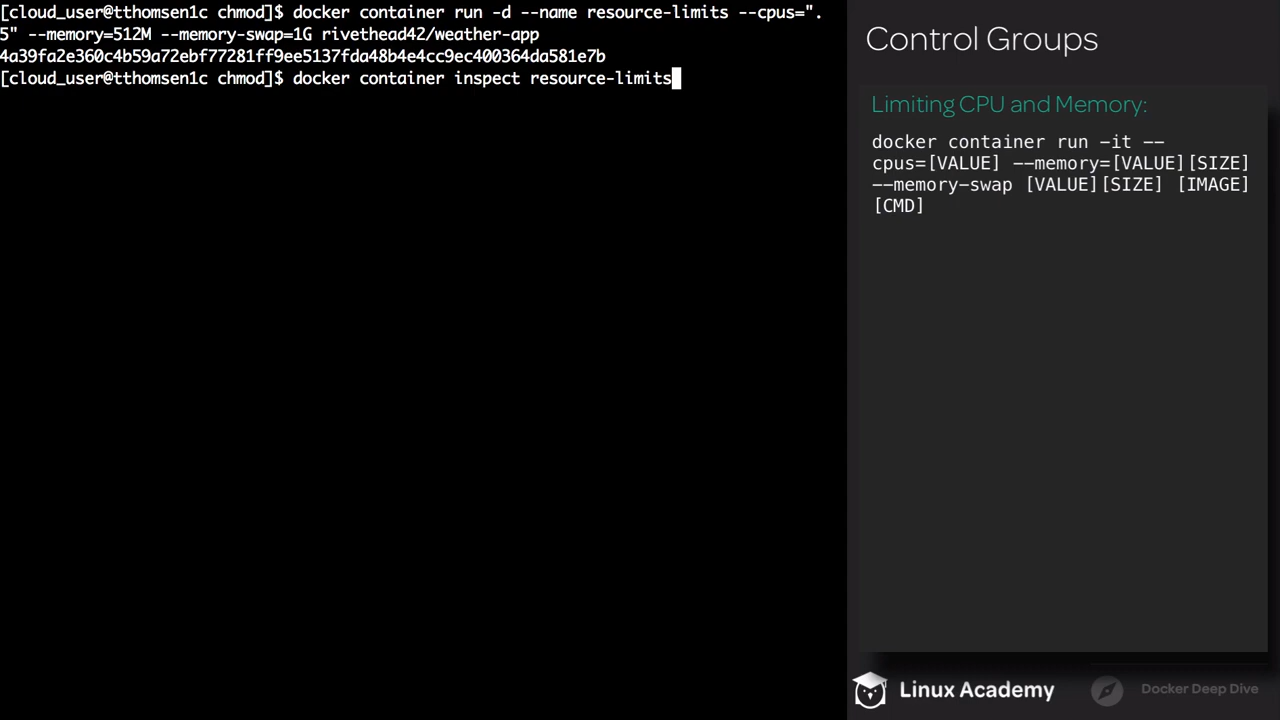 [cloud_user@tthomsen1c chmod]$ docker container run -d --name resource-limits --cpus=".
5" --memory=512M --memory-swap=1G rivethead42/weather-app
4a39fa2e360c4b59a72ebf77281ff9ee5137fda48b4e4cc9ec400364da581e7b
[cloud_user@tthomsen1c chmod]$ docker container inspect resource-limits
Control Groups
Limiting CPU and Memory:
docker container run -it --
cpus=[VALUE] --memory=[VALUE][SIZE]
--memory-swap [VALUE][SIZE] [IMAGE]
[CMD]
Linux Academy
Docker Deep Dive